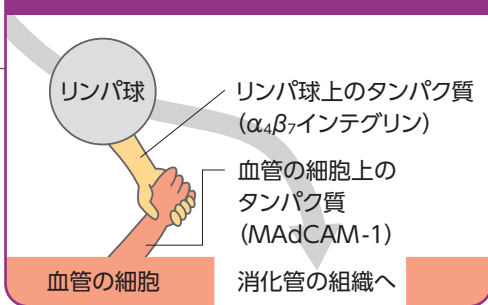 リンパ球
リンパ球上のタンパク質
（α₄β₇インテグリン）
血管の細胞上の
タンパク質
（MAdCAM-1）
血管の細胞
消化管の組織へ